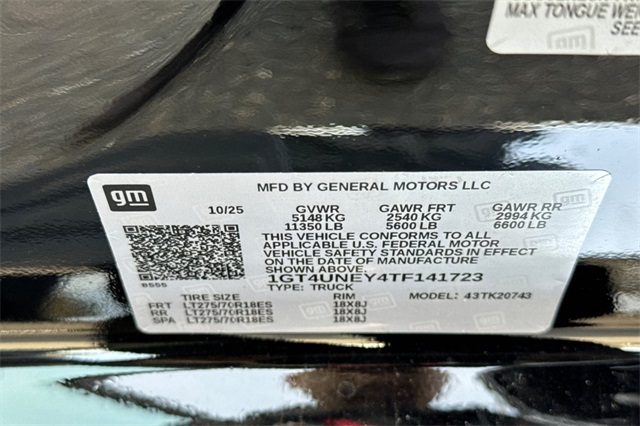 MAX TONGUE WEI
SEE
gm
gm
MFD BY GENERAL MOTORS LLC
10/25 GVWR GAWR FRT GAWR RR
5148 KG 2540 KG 2994 KG
11350 LB 5600 LB 6600 LB
THIS VEHICLE CONFORMS TO ALL
APPLICABLE U.S. FEDERAL MOTOR
VEHICLE SAFETY STANDARDS IN EFFECT
ON THE DATE OF MANUFACTURE
1GT4UNEY4TF141723
B555 TYPE: TRUCK MODEL: 43TK20743
TIRE SIZE RIM
FRT LT275/70R18ES 18X8J
RR LT275/70R18ES 18X8J
SPA LT275/70R18ES 18X8J